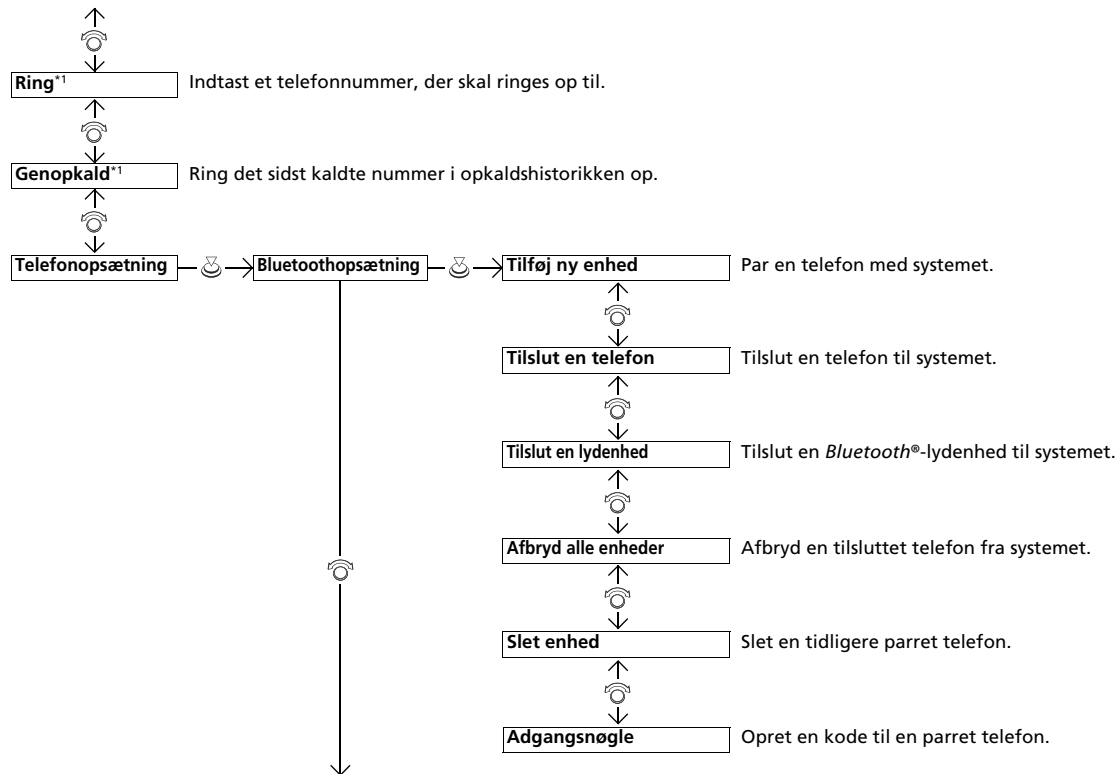 Ring*1 Indtast et telefonnummer, der skal ringes op til.
Genopkald*1 Ring det sidst kaldte nummer i opkaldshistorikken op.
Telefonopsætning Bluetoothopsætning Tilføj ny enhed Par en telefon med systemet.
Tilslut en telefon Tilslut en telefon til systemet.
Tilslut en lydenhed Tilslut en Bluetooth®-lydenhed til systemet.
Afbryd alle enheder Afbryd en tilsluttet telefon fra systemet.
Slet enhed Slet en tidligere parret telefon.
Adgangsnøgle Opret en kode til en parret telefon.